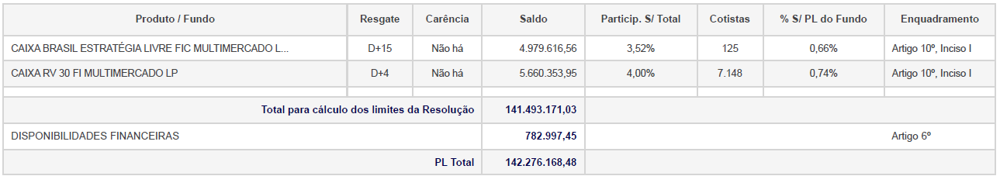 Produto / Fundo Resgate Carência Saldo Particip. S/ Total Cotistas % S/ PL do Fundo Enquadramento
CAIXA BRASIL ESTRATÉGIA LIVRE FIC MULTIMERCADO L... D+15 Não há 4.979.616,56 3,52% 125 0,66% Artigo 10º, Inciso I
CAIXA RV 30 FI MULTIMERCADO LP D+4 Não há 5.660.353,95 4,00% 7.148 0,74% Artigo 10º, Inciso I
Total para cálculo dos limites da Resolução 141.493.171,03
DISPONIBILIDADES FINANCEIRAS 782.997,45 Artigo 6º
PL Total 142.276.168,48